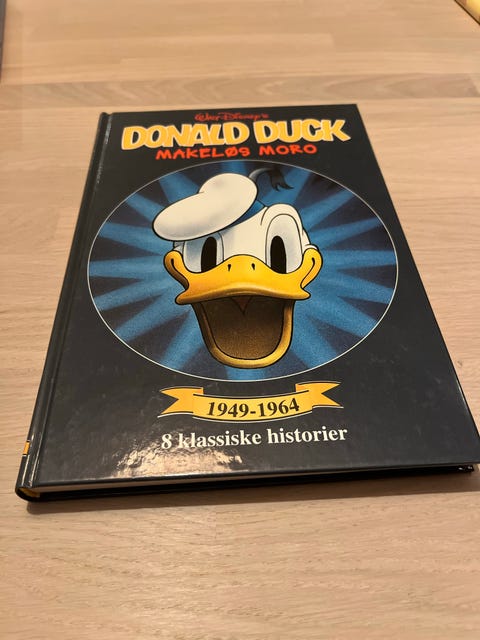 Walt Disney's
DONALD DUCK
MAKELØS MORO
1949-1964
8 klassiske historier